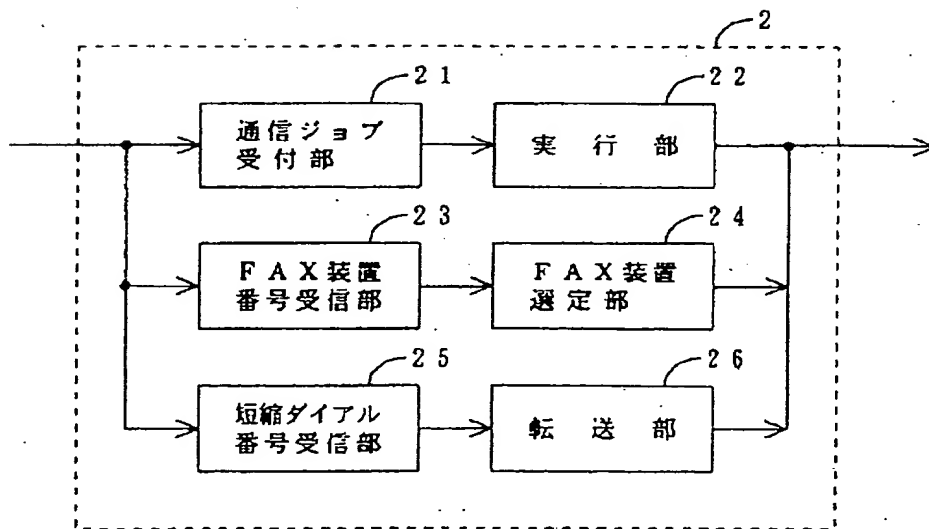 2
21
22
通信ジョブ
受付部
実行部
23
24
FAX装置
番号受信部
FAX装置
選定部
25
26
短縮ダイアル
番号受信部
転送部